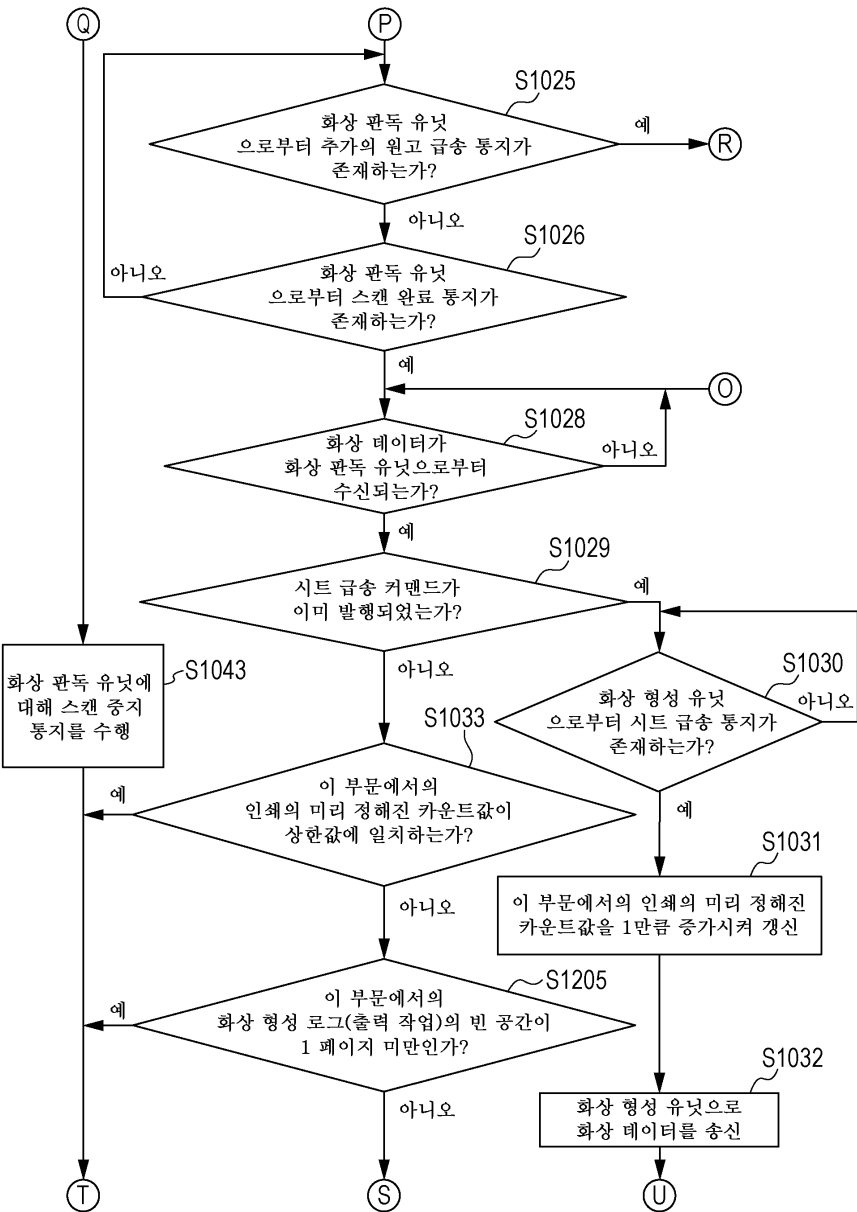 Q
P
S1025
화상 판독 유닛
으로부터 추가의 원고 급송 통지가
존재하는가?
예
R
아니오
S1026
화상 판독 유닛
으로부터 스캔 완료 통지가
존재하는가?
아니오
예
O
S1028
화상 데이터가
화상 판독 유닛으로부터
수신되는가?
아니오
예
S1029
시트 급송 커맨드가
이미 발행되었는가?
예
아니오
S1043
화상 판독 유닛에
대해 스캔 중지
통지를 수행
S1030
화상 형성 유닛
으로부터 시트 급송 통지가
존재하는가?
아니오
예
S1033
이 부문에서의
인쇄의 미리 정해진 카운트값이
상한값에 일치하는가?
예
아니오
S1031
이 부문에서의 인쇄의 미리 정해진
카운트값을 1만큼 증가시켜 갱신
S1205
이 부문에서의
화상 형성 로그(출력 작업)의 빈 공간이
1 페이지 미만인가?
예
아니오
S1032
화상 형성 유닛으로
화상 데이터를 송신
T
S
U